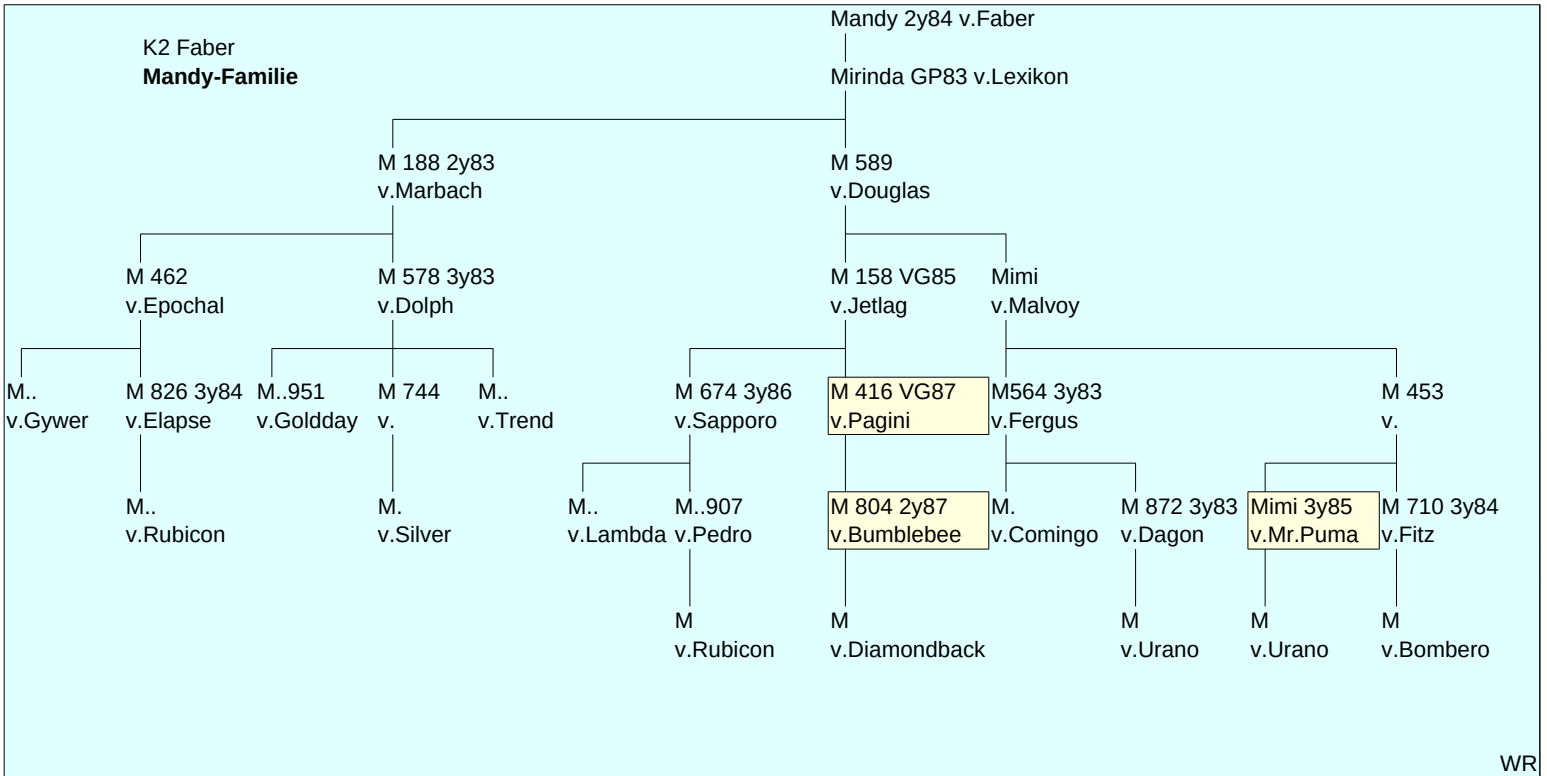 Mandy 2y84 v.Faber
K2 Faber
Mandy-Familie
Mirinda GP83 v.Lexikon
M 188 2y83
v.Marbach
M 589
v.Douglas
M 462
v.Epochal
M 578 3y83
v.Dolph
M 158 VG85
v.Jetlag
Mimi
v.Malvoy
M..
v.Gywer
M 826 3y84
v.Elapse
M..951
v.Goldday
M 744
v.
M..
v.Trend
M 674 3y86
v.Sapporo
M 416 VG87
v.Pagini
M564 3y83
v.Fergus
M 453
v.
M..
v.Rubicon
M.
v.Silver
M..
v.Lambda
M..907
v.Pedro
M 804 2y87
v.Bumblebee
M.
v.Comingo
M 872 3y83
v.Dagon
Mimi 3y85
v.Mr.Puma
M 710 3y84
v.Fitz
M
v.Rubicon
M
v.Diamondback
M
v.Urano
M
v.Urano
M
v.Bombero
WR